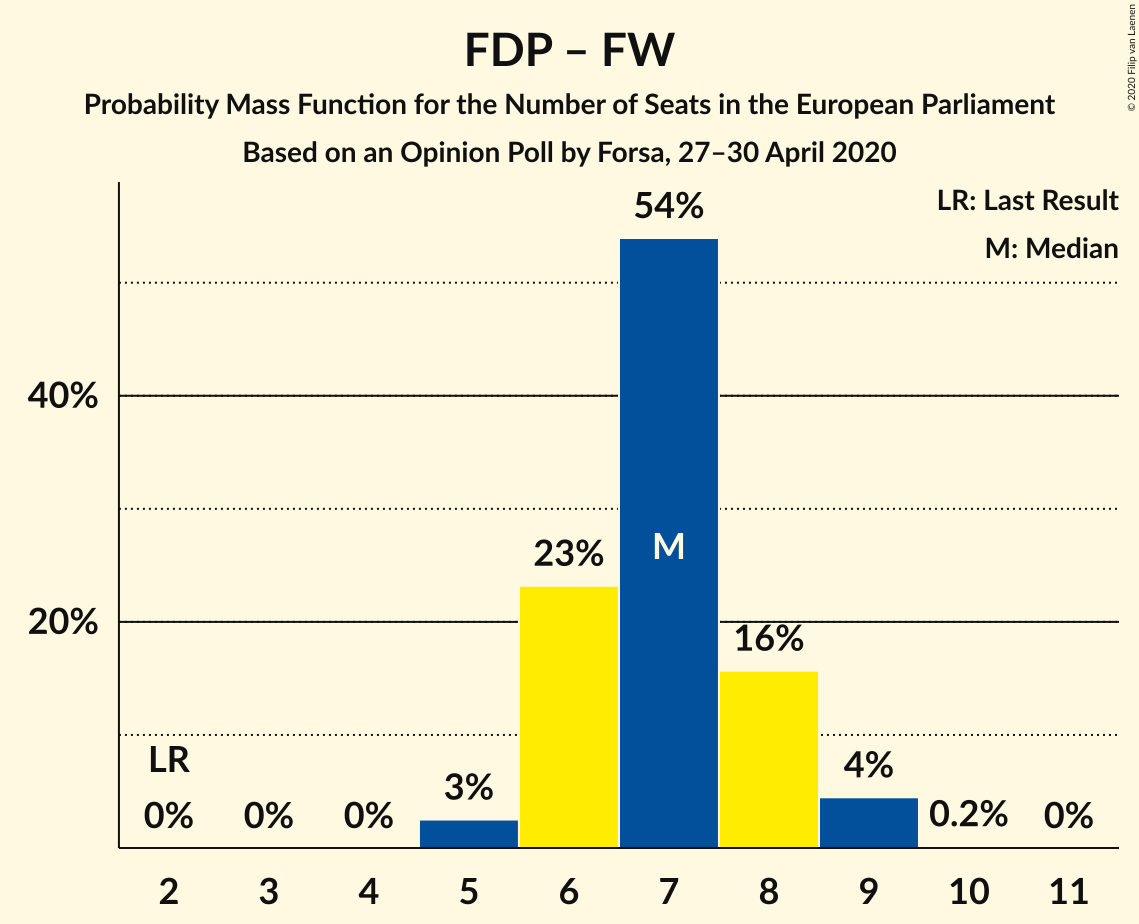 FDP – FW
Probability Mass Function for the Number of Seats in the European Parliament
Based on an Opinion Poll by Forsa, 27–30 April 2020
© 2020 Filip van Laenen
LR: Last Result
M: Median
54%
40%
23%
M
20%
16%
LR
4%
3%
0%
0%
0%
0.2%
0%
2
3
4
5
6
7
8
9
10
11